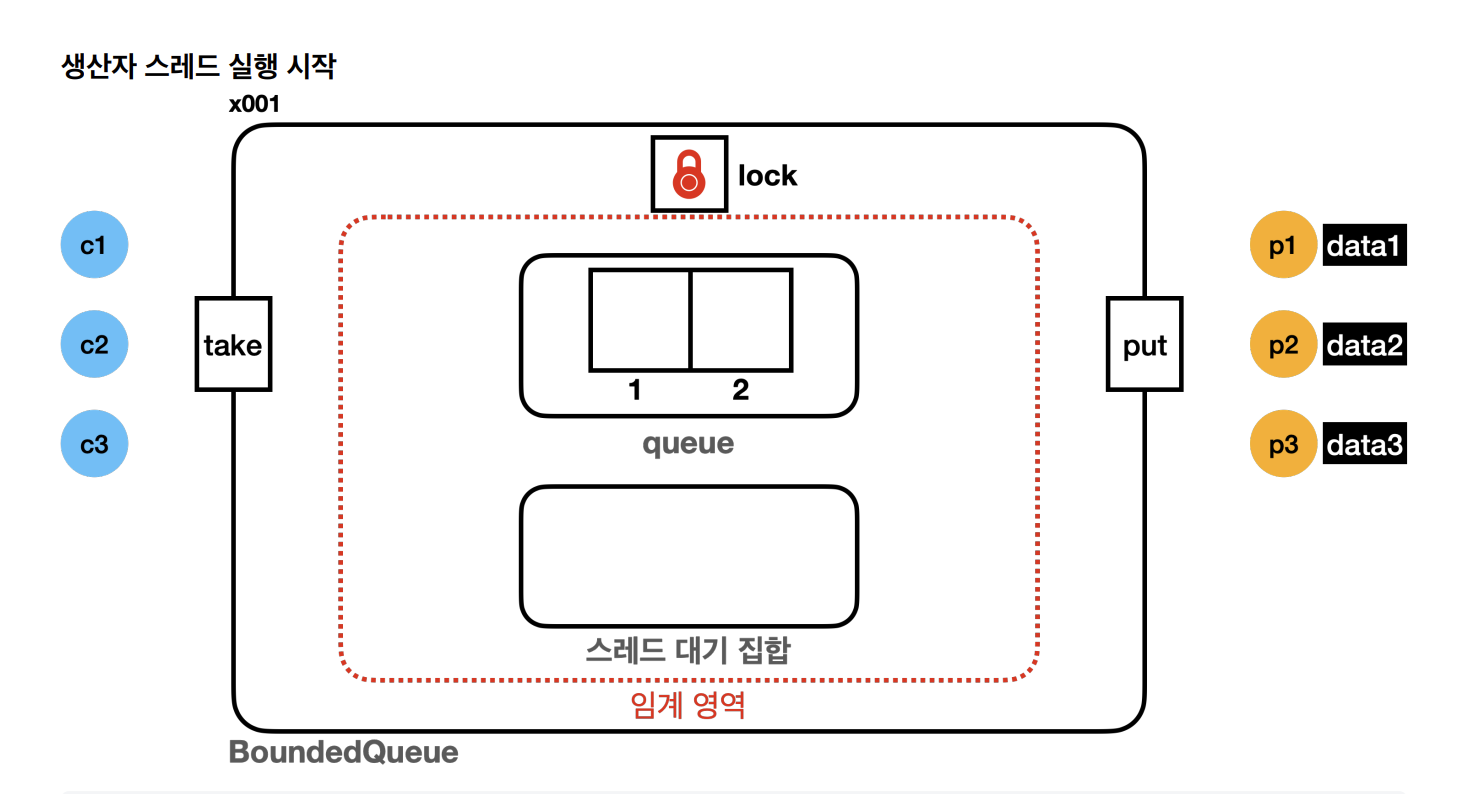 생산자 스레드 실행 시작
x001
lock
c1
p1 data1
c2
take
put
p2 data2
1 2
c3
queue
p3 data3
스레드 대기 집합
임계 영역
BoundedQueue